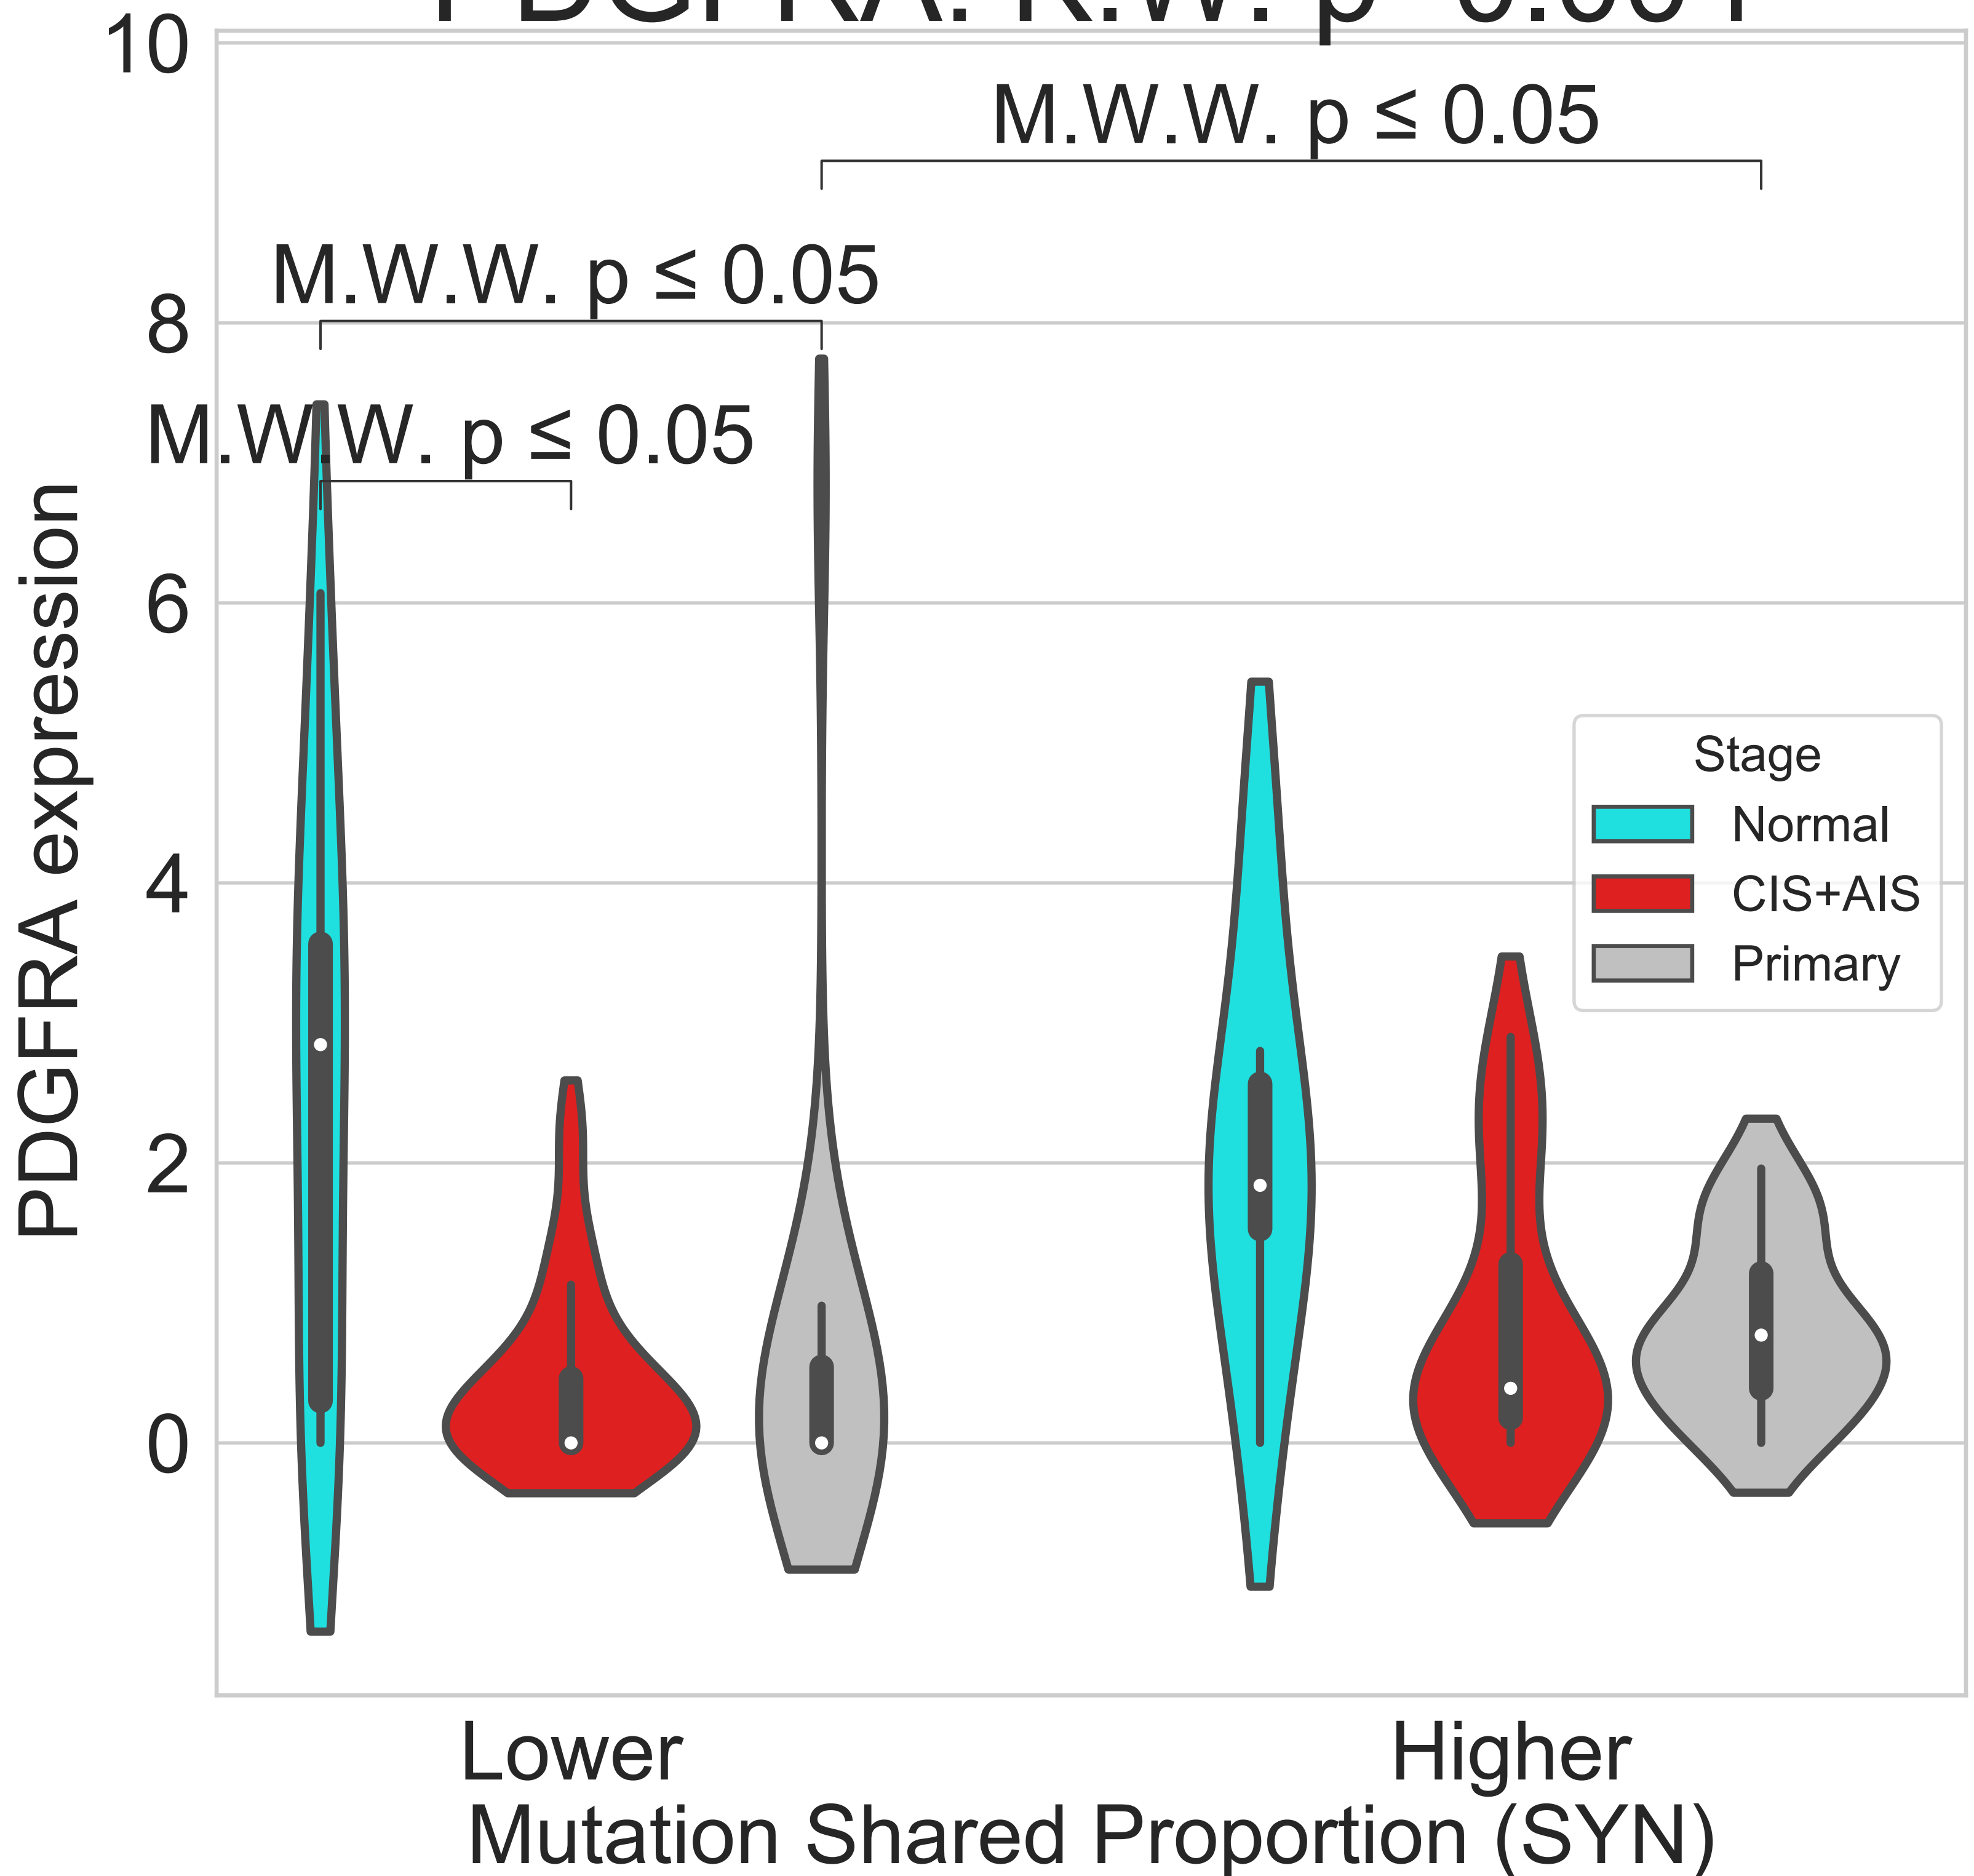 10
M.W.W. p ≤ 0.05
M.W.W. p ≤ 0.05
8
M.W.W. p ≤ 0.05
6
4
2
0
PDGFRA expression
Stage
Normal
CIS+AIS
Primary
Lower
Higher
Mutation Shared Proportion (SYN)